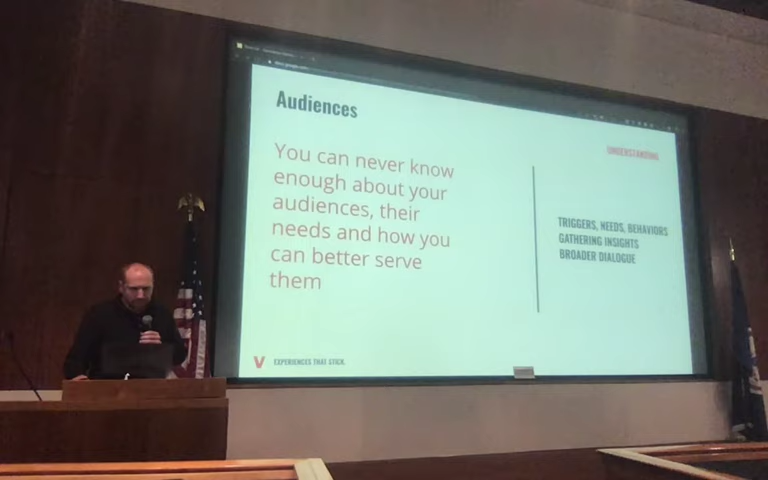 Audiences
You can never know
enough about your
audiences, their
needs and how you
can better serve
them
UNDERSTANDING
TRIGGERS, NEEDS, BEHAVIORS
GATHERING INSIGHTS
BROADER DIALOGUE
V EXPERIENCES THAT STICK.